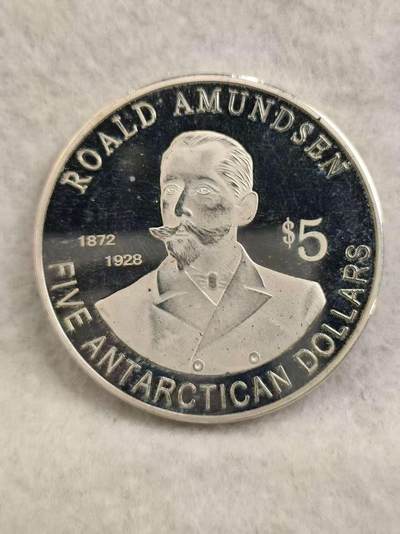 ROALD AMUNDSEN
1872
1928
$5
FIVE ANTARCTICAN DOLLARS